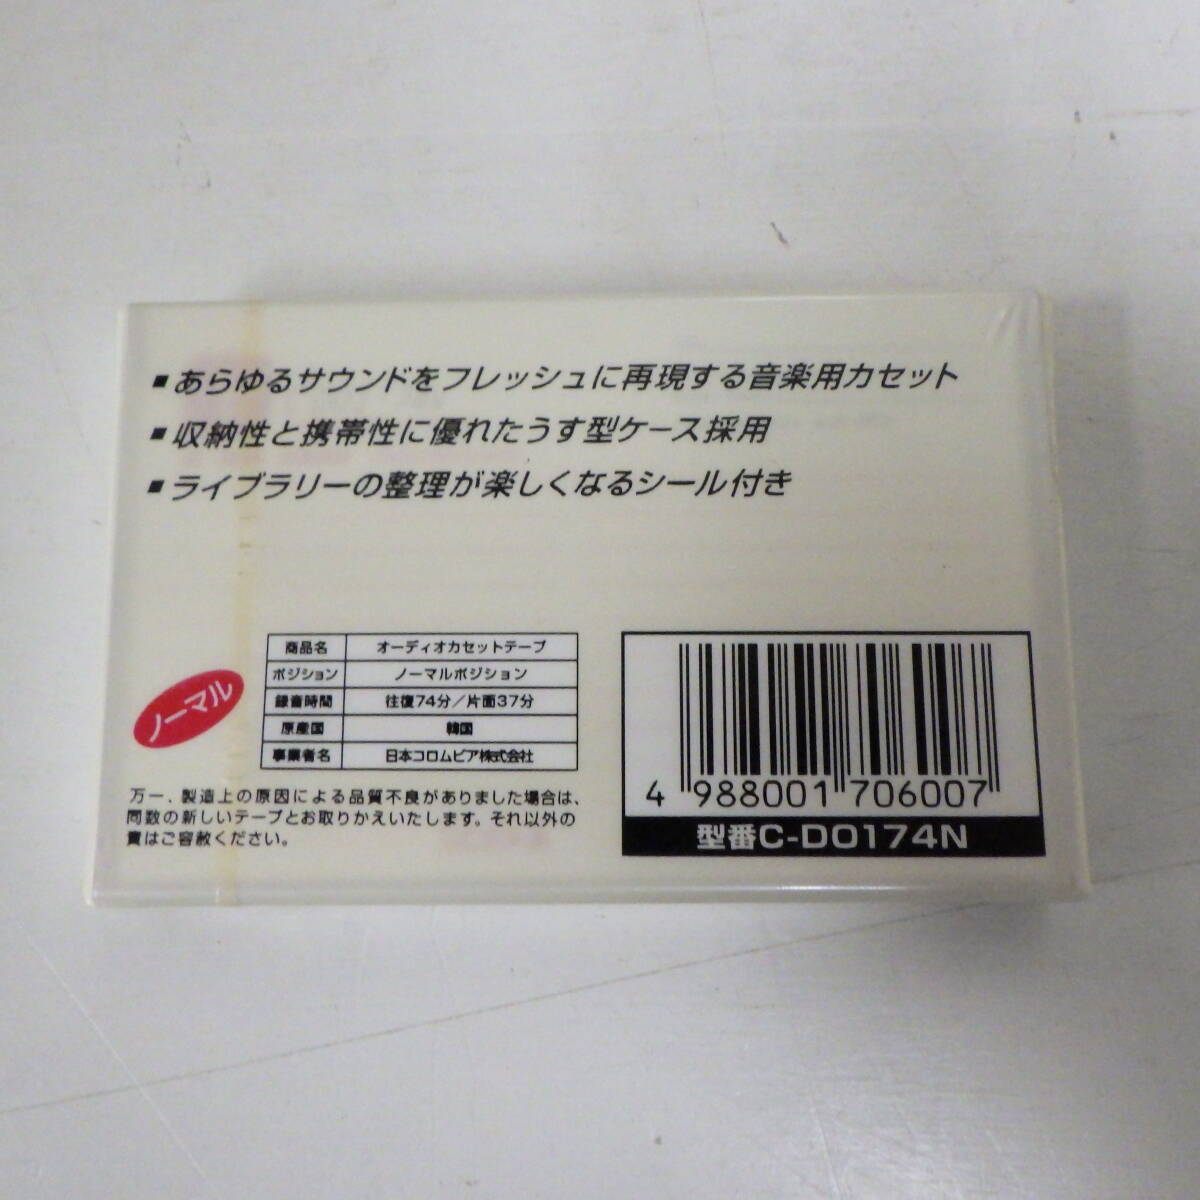 ■あらゆるサウンドをフレッシュに再現する音楽用カセット
■収納性と携帯性に優れたうす型ケース採用
■ライブラリーの整理が楽しくなるシール付き
ノーマル
商品名 オーディオカセットテープ
ポジション ノーマルポジション
録音時間 往復74分/片面37分
原産国 韓国
事業者名 日本コロムビア株式会社
万一、製造上の原因による品質不良がありました場合は、
同数の新しいテープとお取りかえいたします。それ以外の
責はご容赦ください。
4 988001 706007
型番C-D0174N